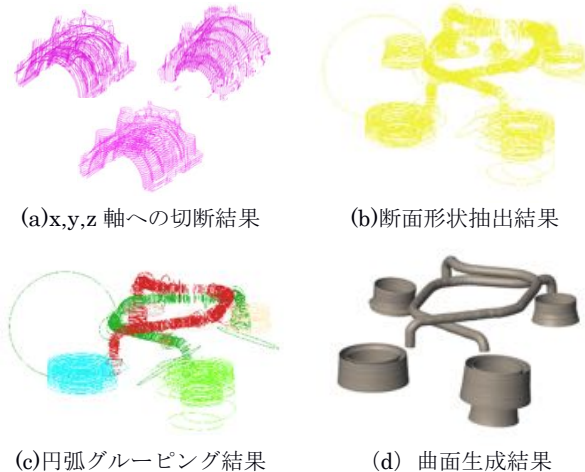 (a)x,y,z 軸への切断結果
(b)断面形状抽出結果
(c)円弧グルーピング結果
(d) 曲面生成結果